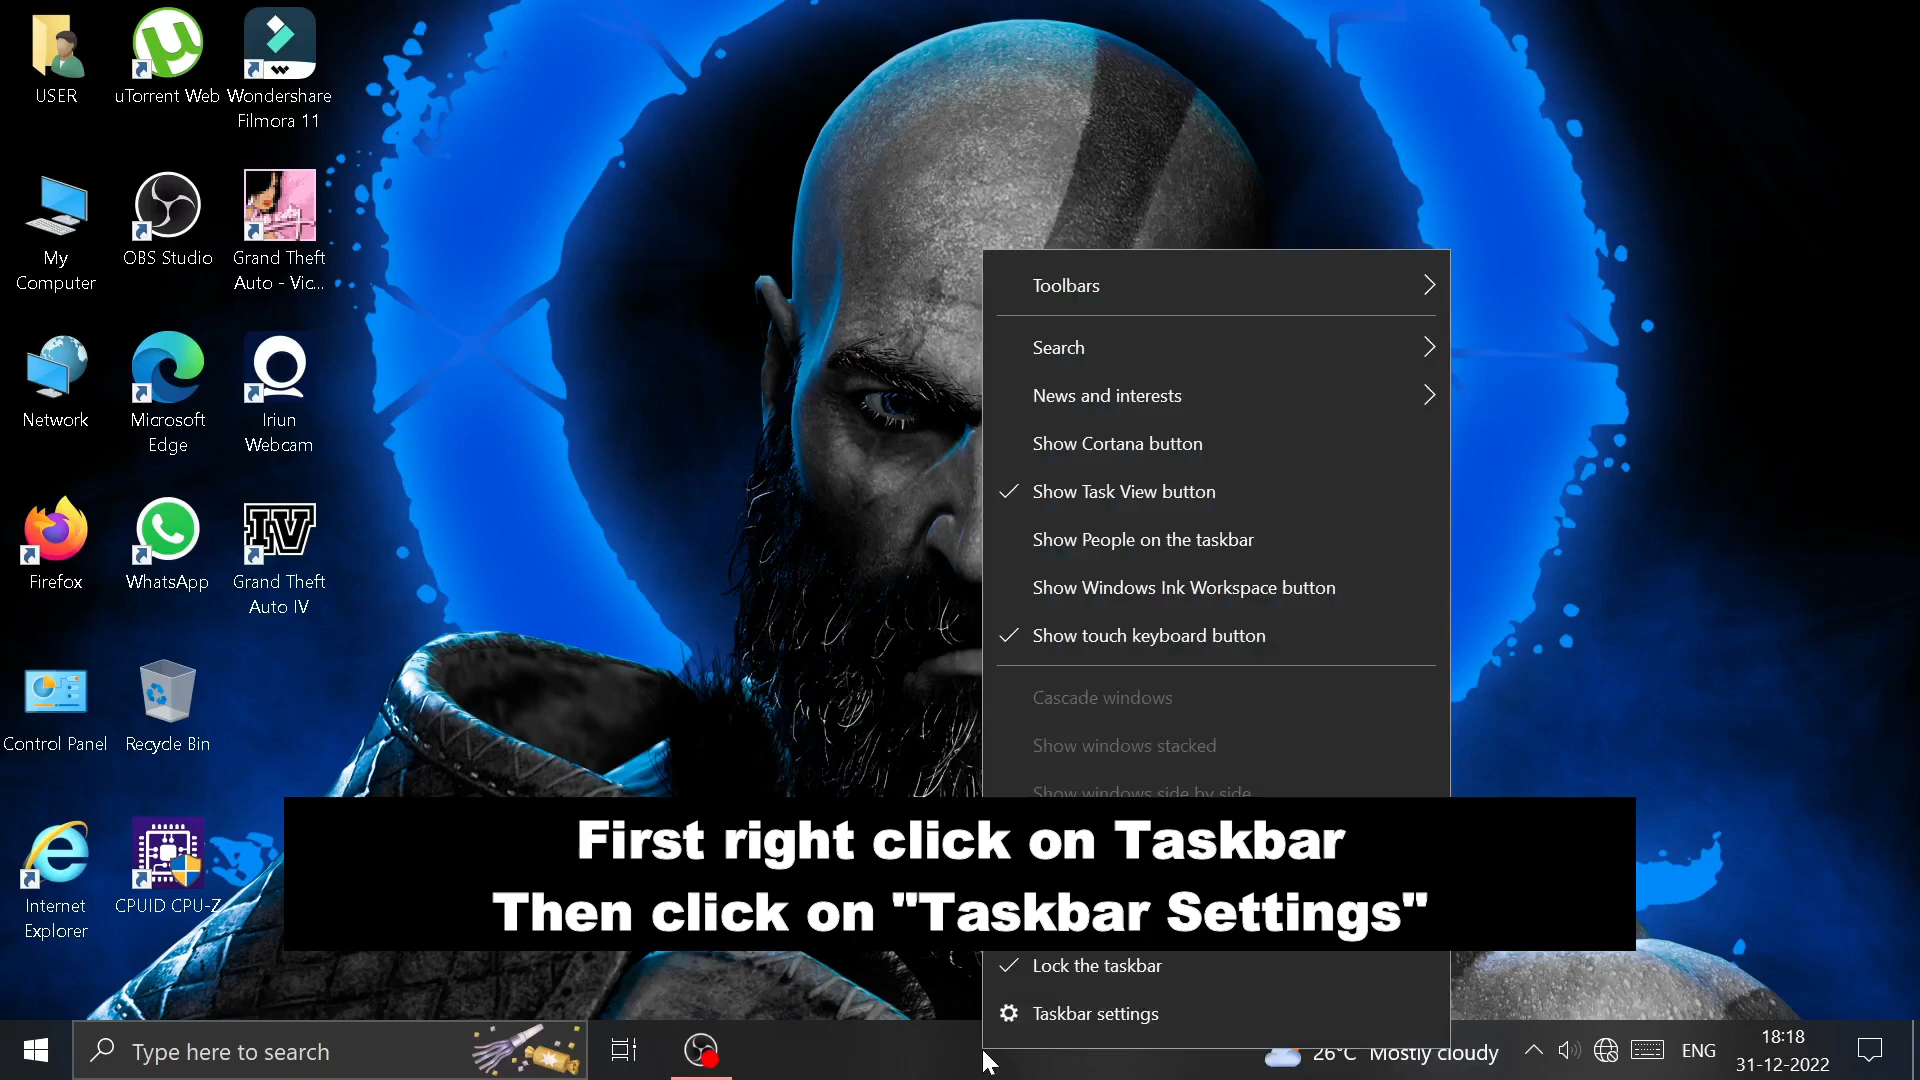 USER
uTorrent Web
Wondershare
Filmora 11
My
Computer
OBS Studio
Grand Theft
Auto - Vic...
Network
Microsoft
Edge
Iriun
Webcam
Firefox
WhatsApp
IV
Grand Theft
Auto IV
Control Panel
Recycle Bin
Internet
Explorer
CPUID CPU-Z
Toolbars
Search
News and interests
Show Cortana button
Show Task View button
Show People on the taskbar
Show Windows Ink Workspace button
Show touch keyboard button
Cascade windows
Show windows stacked
Show windows side by side
First right click on Taskbar
Then click on "Taskbar Settings"
Lock the taskbar
Taskbar settings
Type here to search
26°C Mostly cloudy
ENG
18:18
31-12-2022